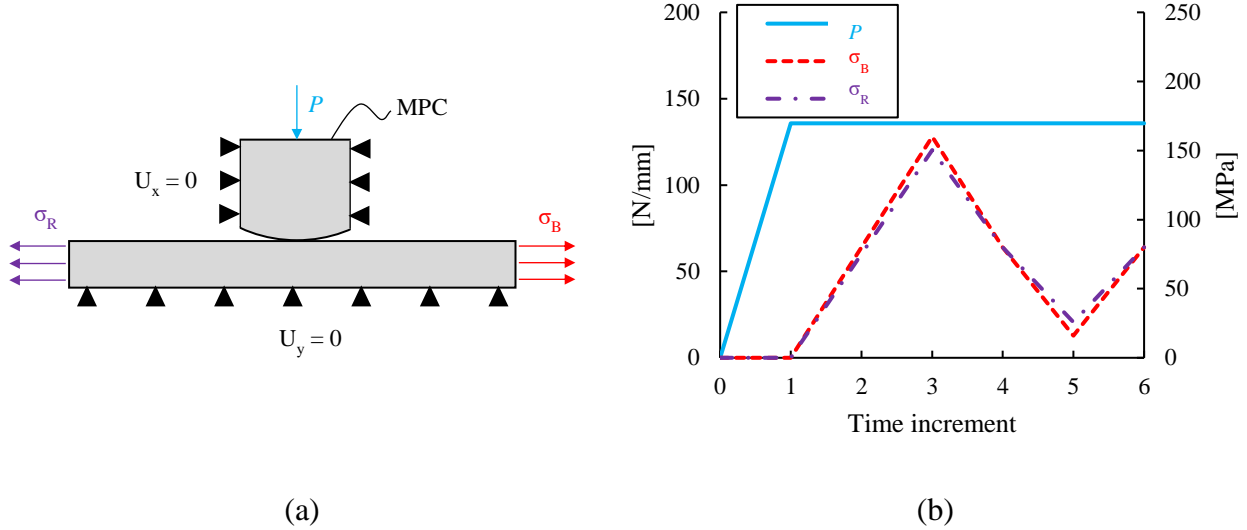 P
MPC
U_x = 0
σ_R
σ_B
U_y = 0
(a)
P
σ_B
σ_R
200
150
100
50
0
[N/mm]
250
200
150
100
50
0
[MPa]
0 1 2 3 4 5 6
Time increment
(b)